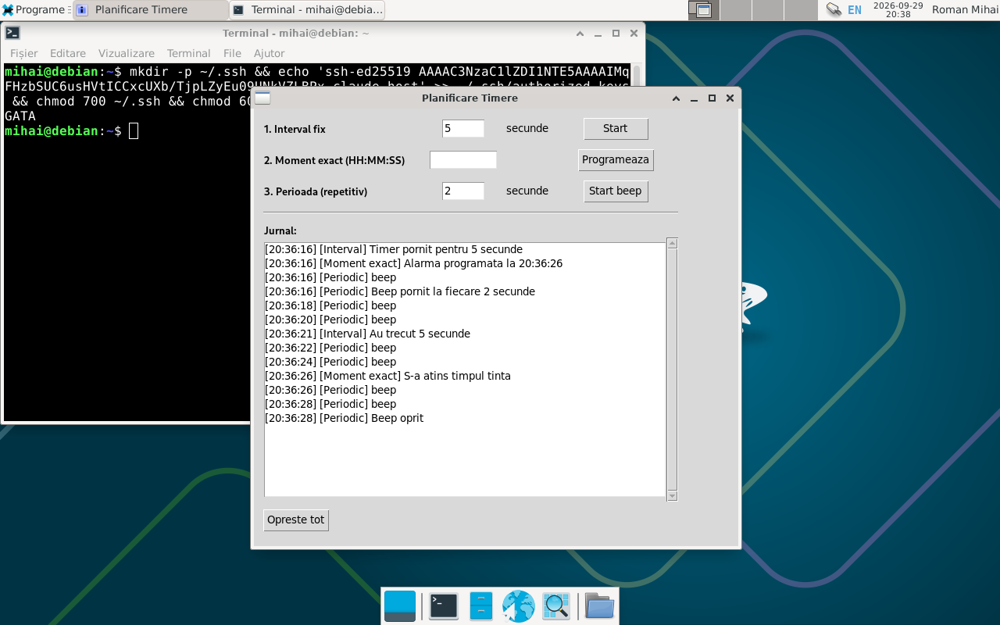 Programe
Planificare Timere
Terminal - mihai@debia...
EN
2026-09-29
20:38
Roman Mihai
Terminal - mihai@debian: ~
Fișier Editare Vizualizare Terminal File Ajutor
mihai@debian:~$ mkdir -p ~/.ssh && echo 'ssh-ed25519 AAAAC3NzaC1lZDI1NTE5AAAAIMq
FHzbSUC6usHVtICCxcUXb/TjpLZyEu09
&& chmod 700 ~/.ssh && chmod 60
GATA
mihai@debian:~$
Planificare Timere
1. Interval fix 5 secunde Start
2. Moment exact (HH:MM:SS) Programeaza
3. Perioada (repetitiv) 2 secunde Start beep
Jurnal:
[20:36:16] [Interval] Timer pornit pentru 5 secunde
[20:36:16] [Moment exact] Alarma programata la 20:36:26
[20:36:16] [Periodic] beep
[20:36:16] [Periodic] Beep pornit la fiecare 2 secunde
[20:36:18] [Periodic] beep
[20:36:20] [Periodic] beep
[20:36:21] [Interval] Au trecut 5 secunde
[20:36:22] [Periodic] beep
[20:36:24] [Periodic] beep
[20:36:26] [Moment exact] S-a atins timpul tinta
[20:36:26] [Periodic] beep
[20:36:28] [Periodic] beep
[20:36:28] [Periodic] Beep oprit
Opreste tot